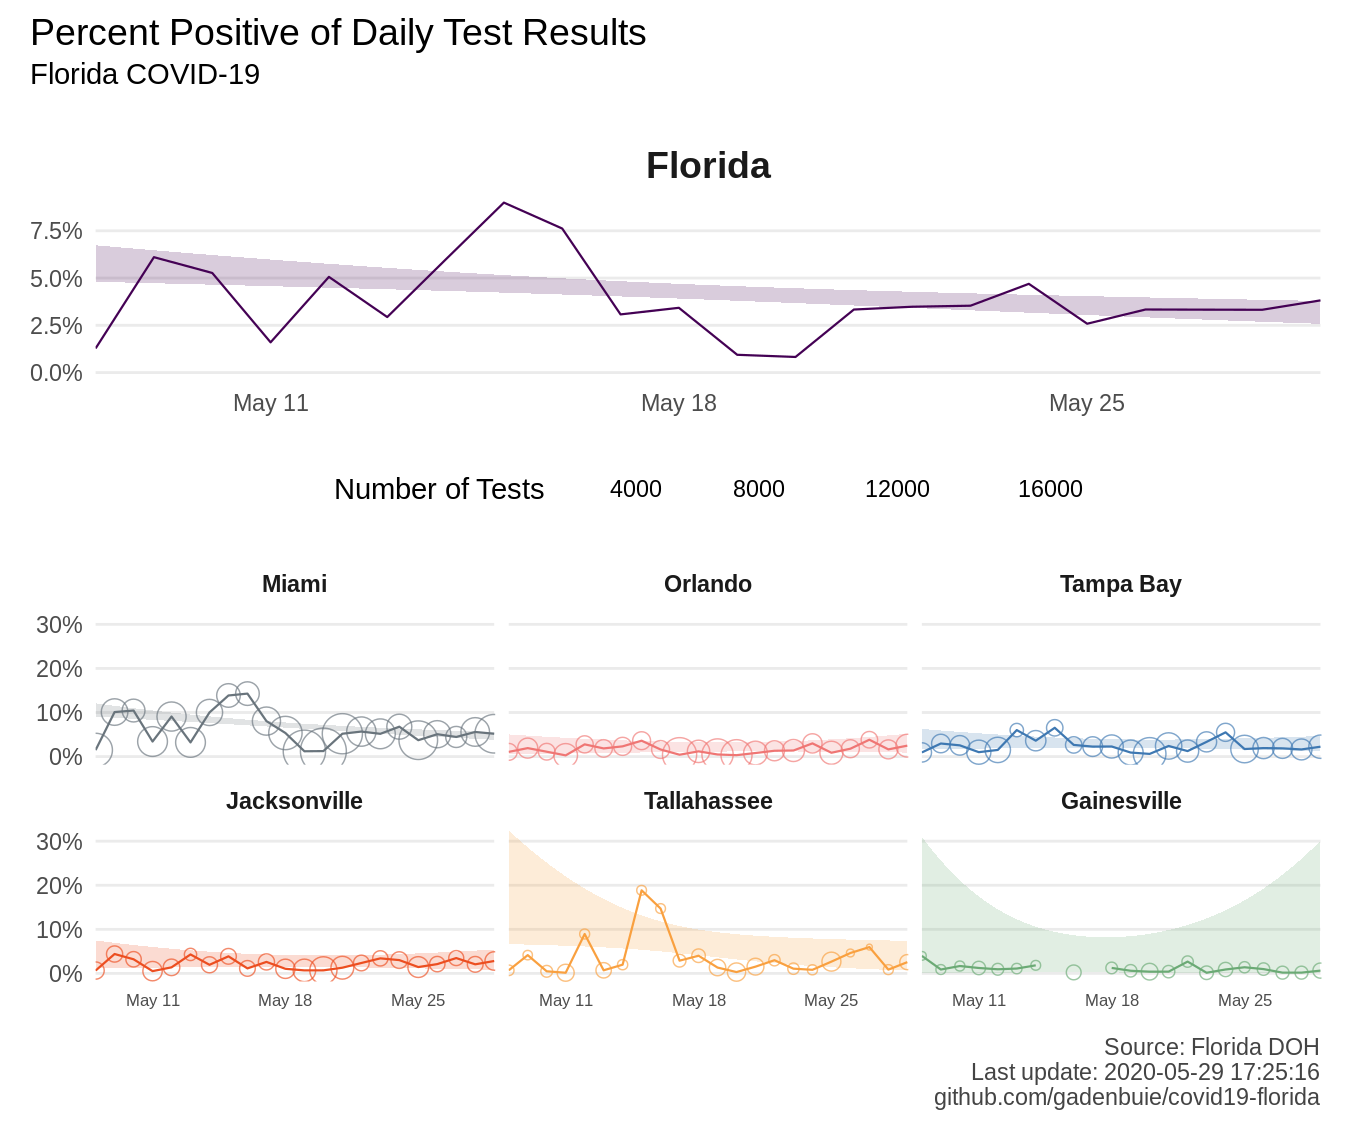 Percent Positive of Daily Test Results
Florida COVID-19
Florida
7.5%
5.0%
2.5%
0.0%
May 11 May 18 May 25
Number of Tests 4000 8000 12000 16000
Miami Orlando Tampa Bay
30%
20%
10%
0%
Jacksonville Tallahassee Gainesville
30%
20%
10%
0%
May 11 May 18 May 25 May 11 May 18 May 25 May 11 May 18 May 25
Source: Florida DOH
Last update: 2020-05-29 17:25:16
github.com/gadenbuie/covid19-florida